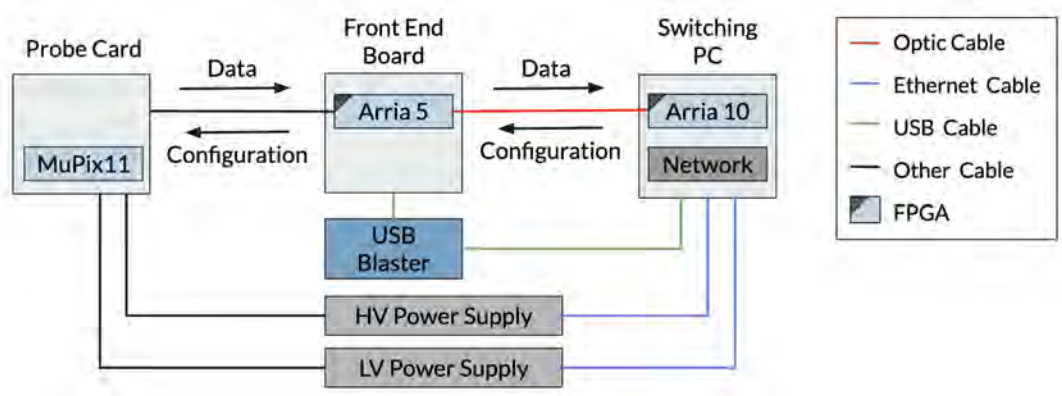 Probe Card
MuPix11
Data
Configuration
Front End
Board
Arria 5
Data
Configuration
Switching
PC
Arria 10
Network
USB
Blaster
HV Power Supply
LV Power Supply
Optic Cable
Ethernet Cable
USB Cable
Other Cable
FPGA